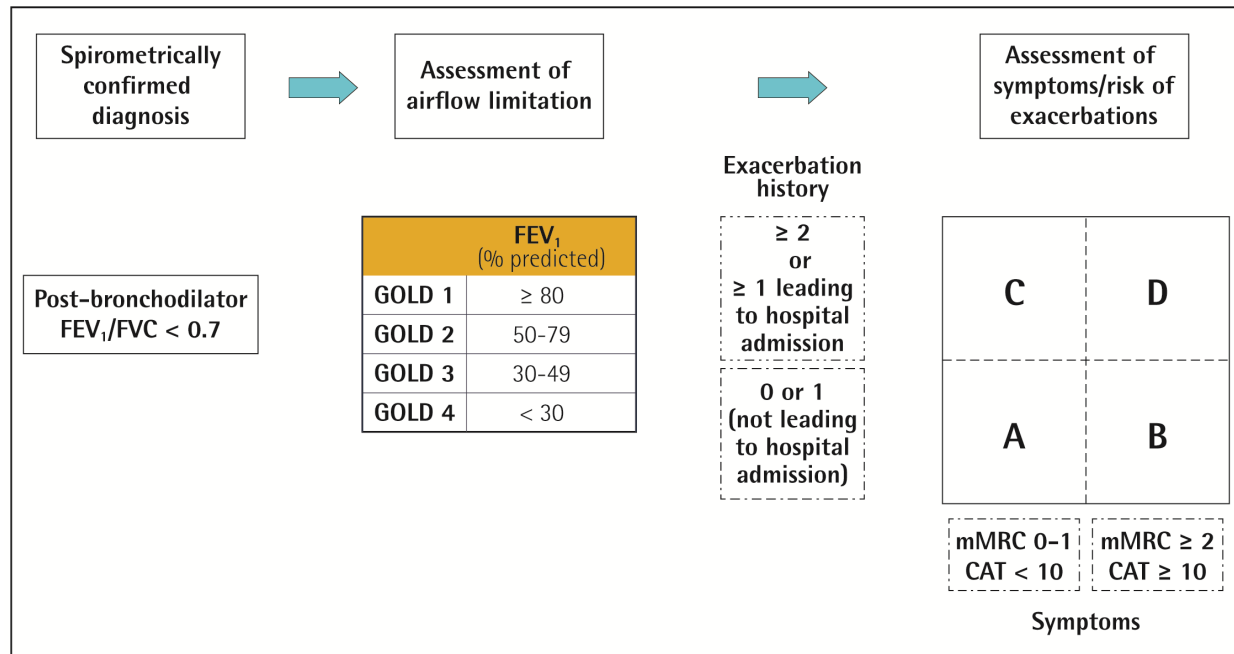 Spirometrically
confirmed
diagnosis
Assessment of
airflow limitation
Assessment of
symptoms/risk of
exacerbations
Post-bronchodilator
FEV₁/FVC < 0.7
FEV₁
(% predicted)
GOLD 1 ≥ 80
GOLD 2 50-79
GOLD 3 30-49
GOLD 4 < 30
Exacerbation
history
≥ 2
or
≥ 1 leading
to hospital
admission
0 or 1
(not leading
to hospital
admission)
C D
A B
mMRC 0-1
CAT < 10
mMRC ≥ 2
CAT ≥ 10
Symptoms